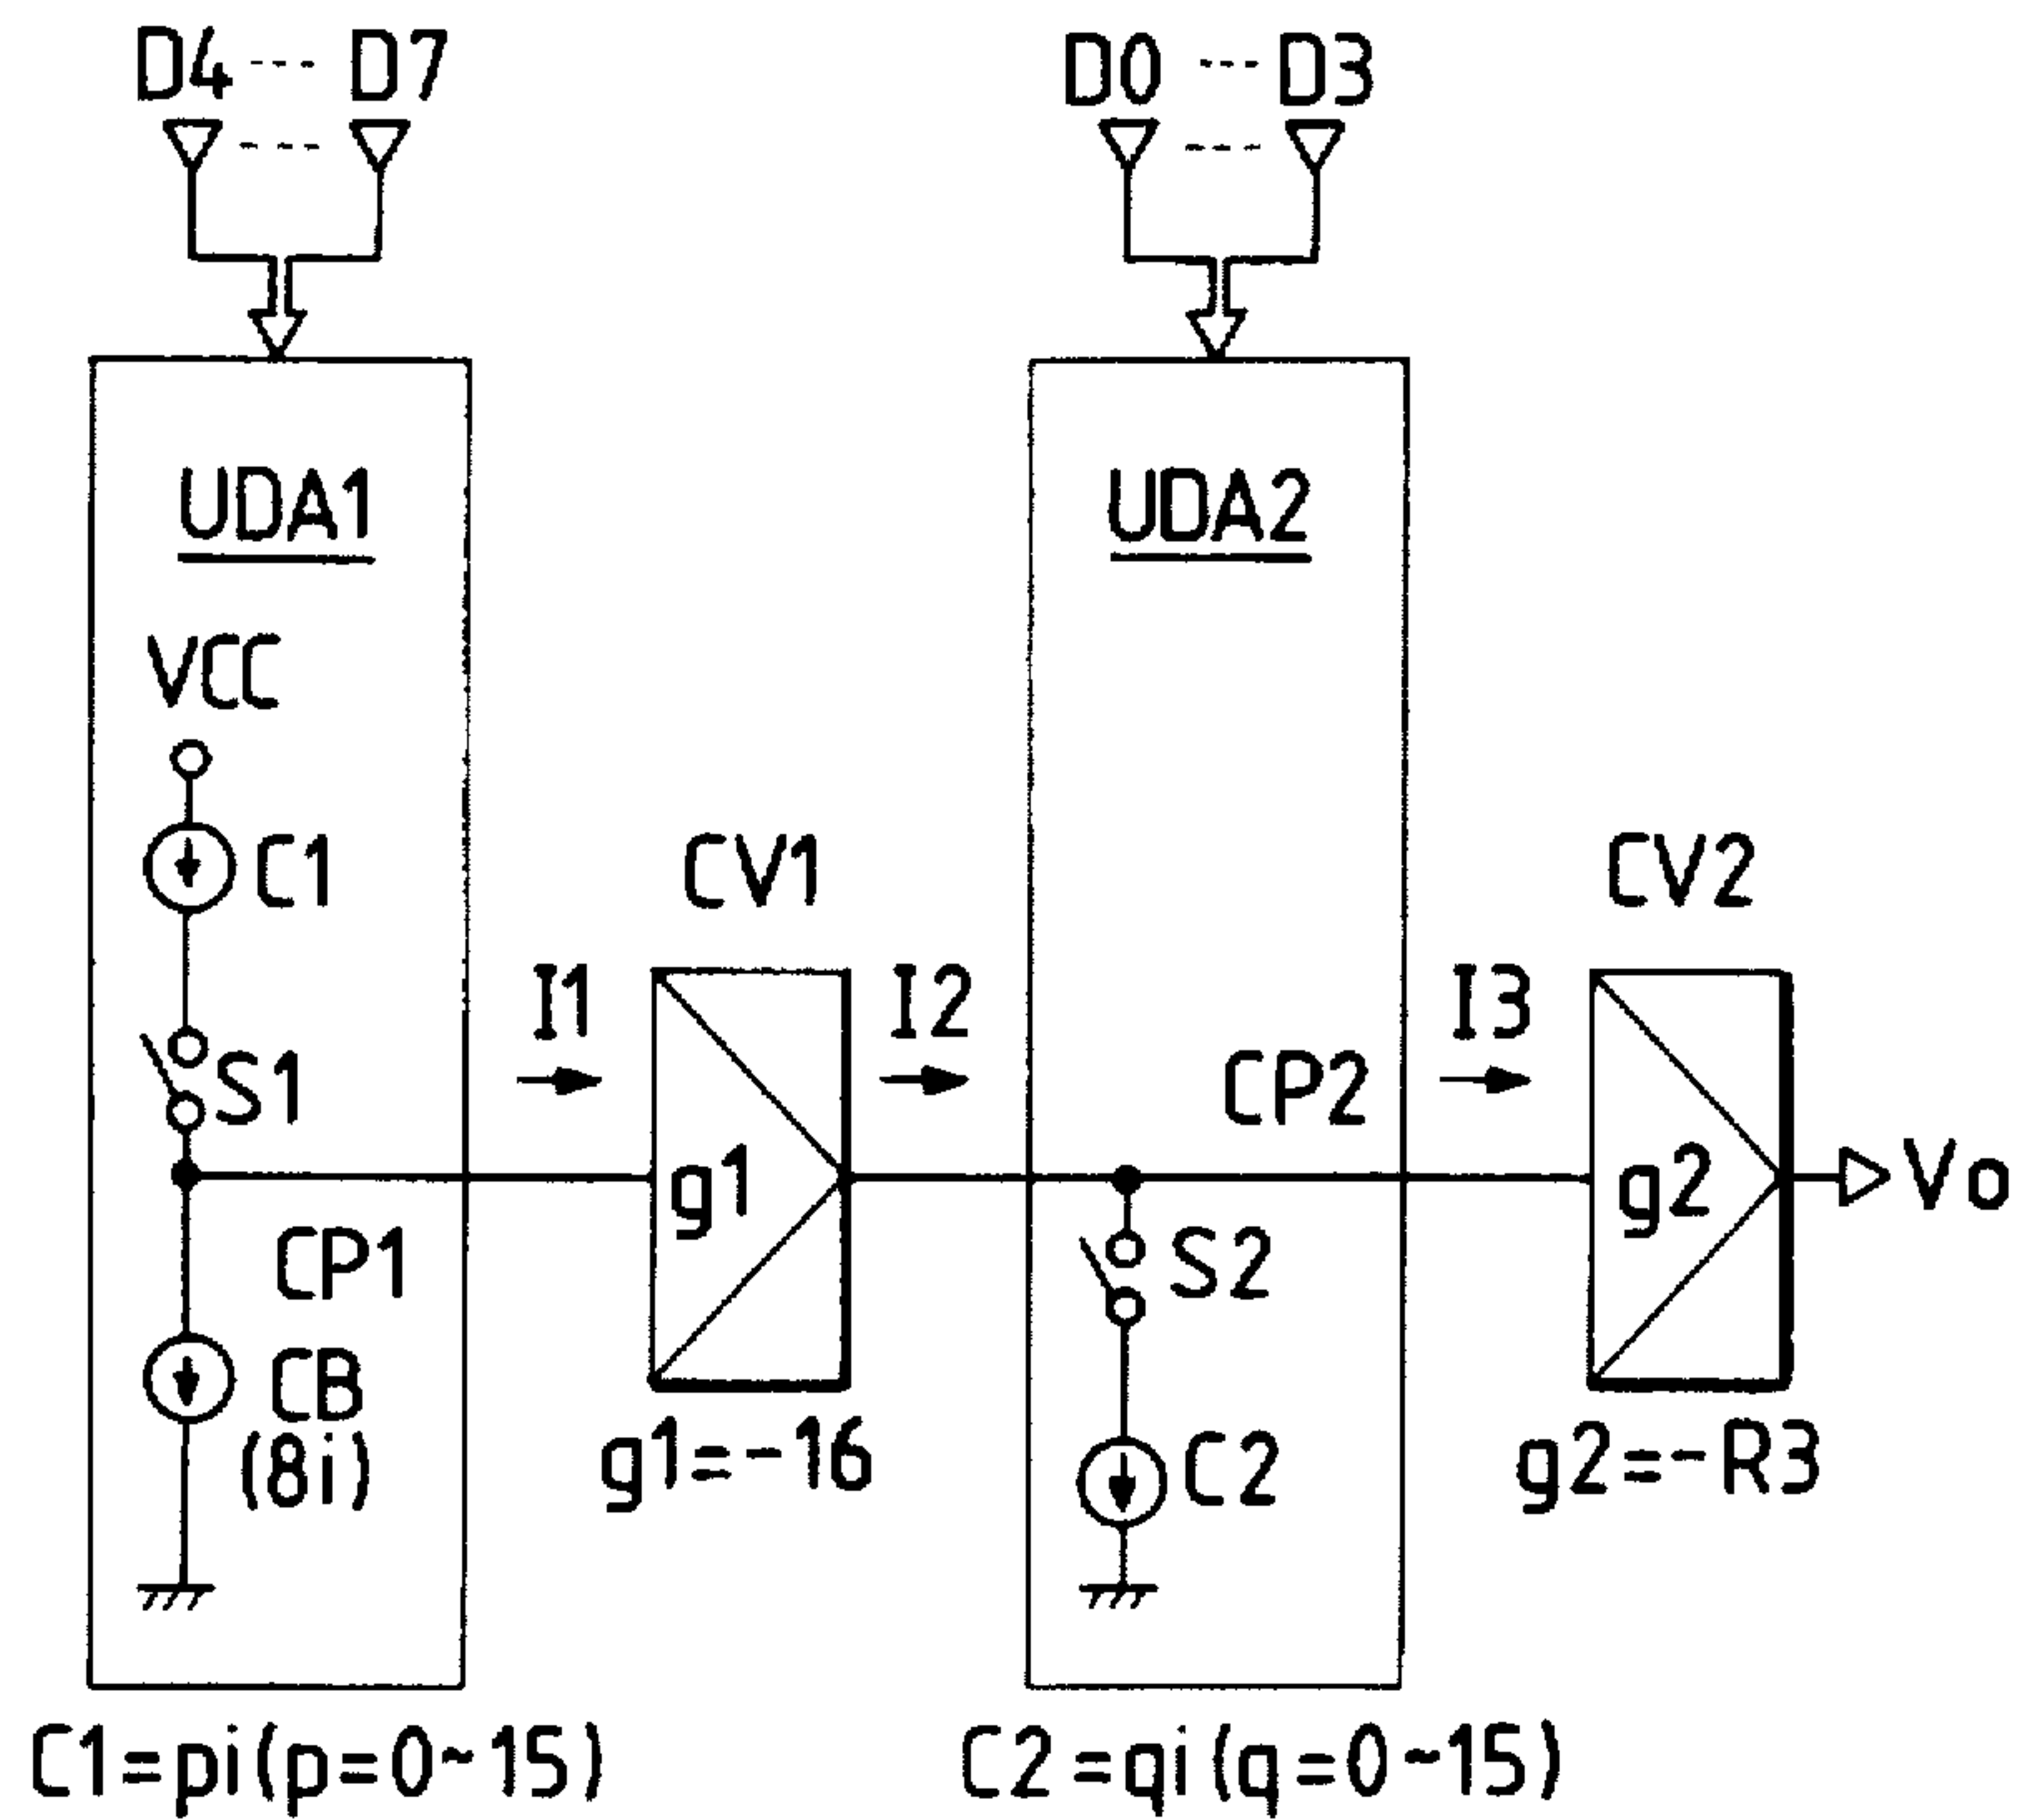 D4 --- D7
D0 --- D3
UDA1
UDA2
VCC
C1
CV1
CV2
I1
I2
I3
S1
CP2
g1
g2
Vo
CP1
S2
CB
(8i)
C2
g1=-16
g2=-R3
C1=pi(p=0~15)
C2=qi(q=0~15)